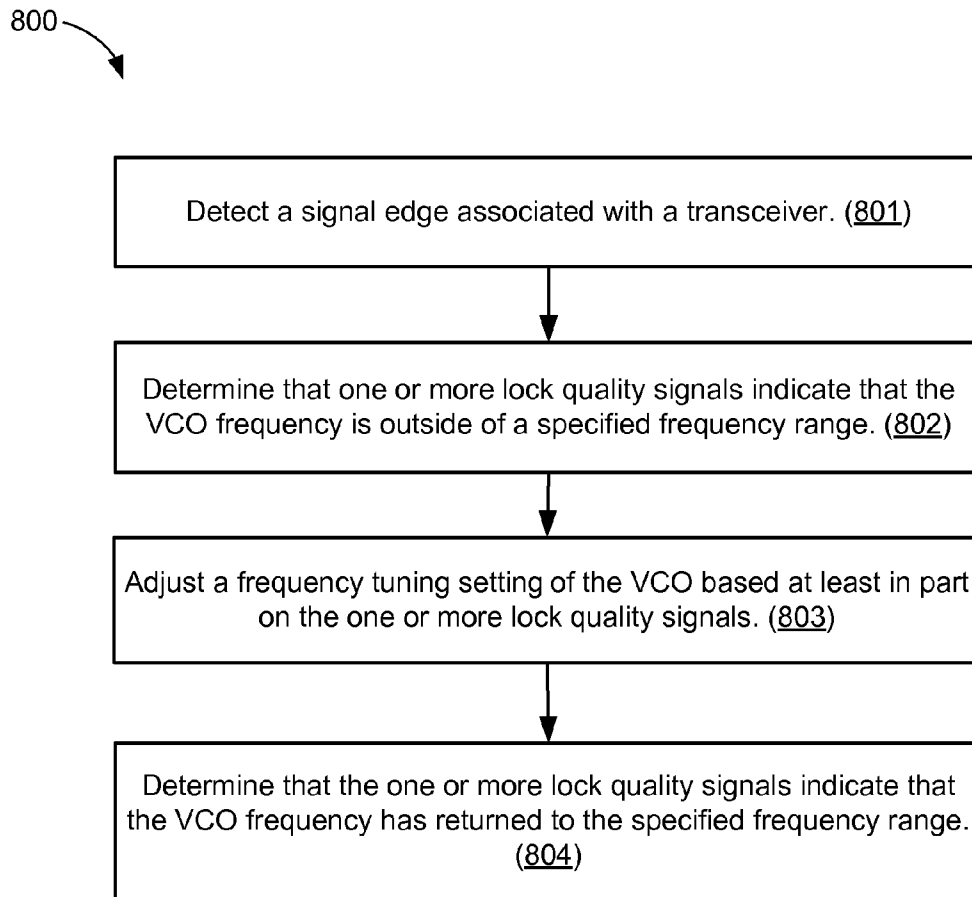 800
Detect a signal edge associated with a transceiver. (801)
Determine that one or more lock quality signals indicate that the
VCO frequency is outside of a specified frequency range. (802)
Adjust a frequency tuning setting of the VCO based at least in part
on the one or more lock quality signals. (803)
Determine that the one or more lock quality signals indicate that
the VCO frequency has returned to the specified frequency range.
(804)